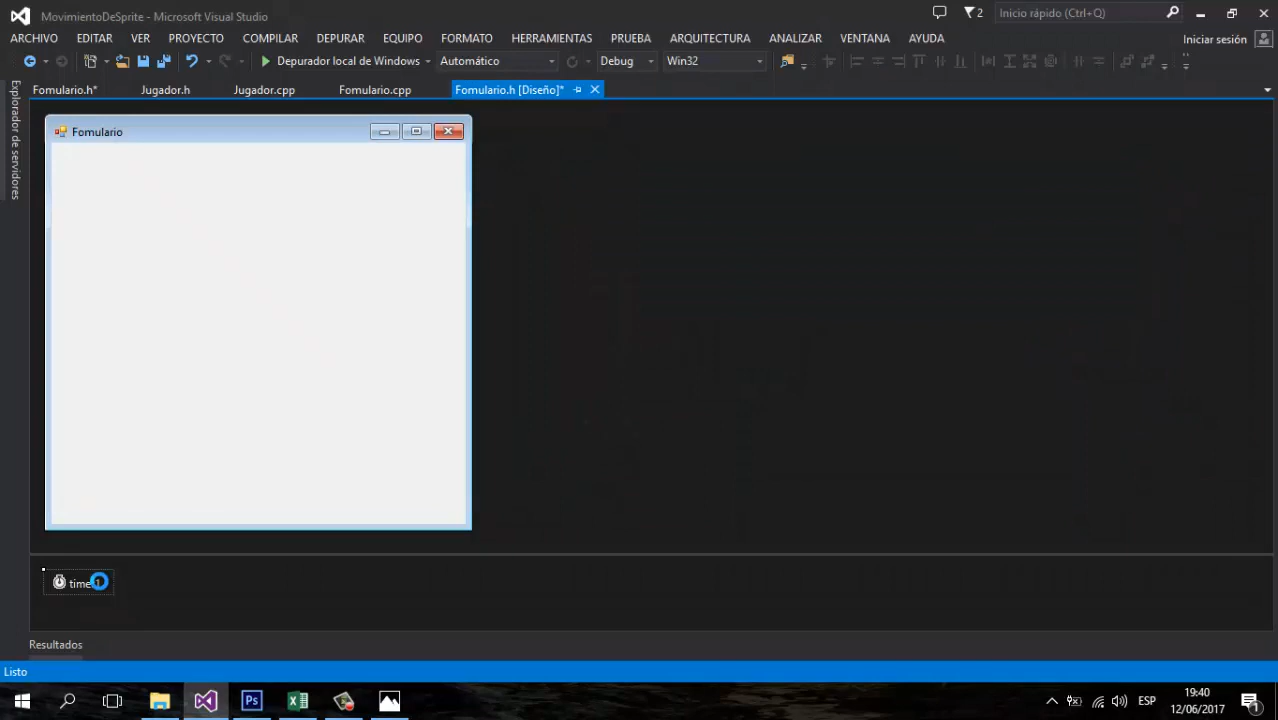 MovimientoDeSprite - Microsoft Visual Studio
2
Inicio rápido (Ctrl+Q)
ARCHIVO EDITAR VER PROYECTO COMPILAR DEPURAR EQUIPO FORMATO HERRAMIENTAS PRUEBA ARQUITECTURA ANALIZAR VENTANA AYUDA
Iniciar sesión
Depurador local de Windows Automático Debug Win32
Explorador de servidores
Fomulario.h* Jugador.h Jugador.cpp Fomulario.cpp Fomulario.h [Diseño]*
Fomulario
Resultados
Listo
Ps
ESP
19:40
12/06/2017
1